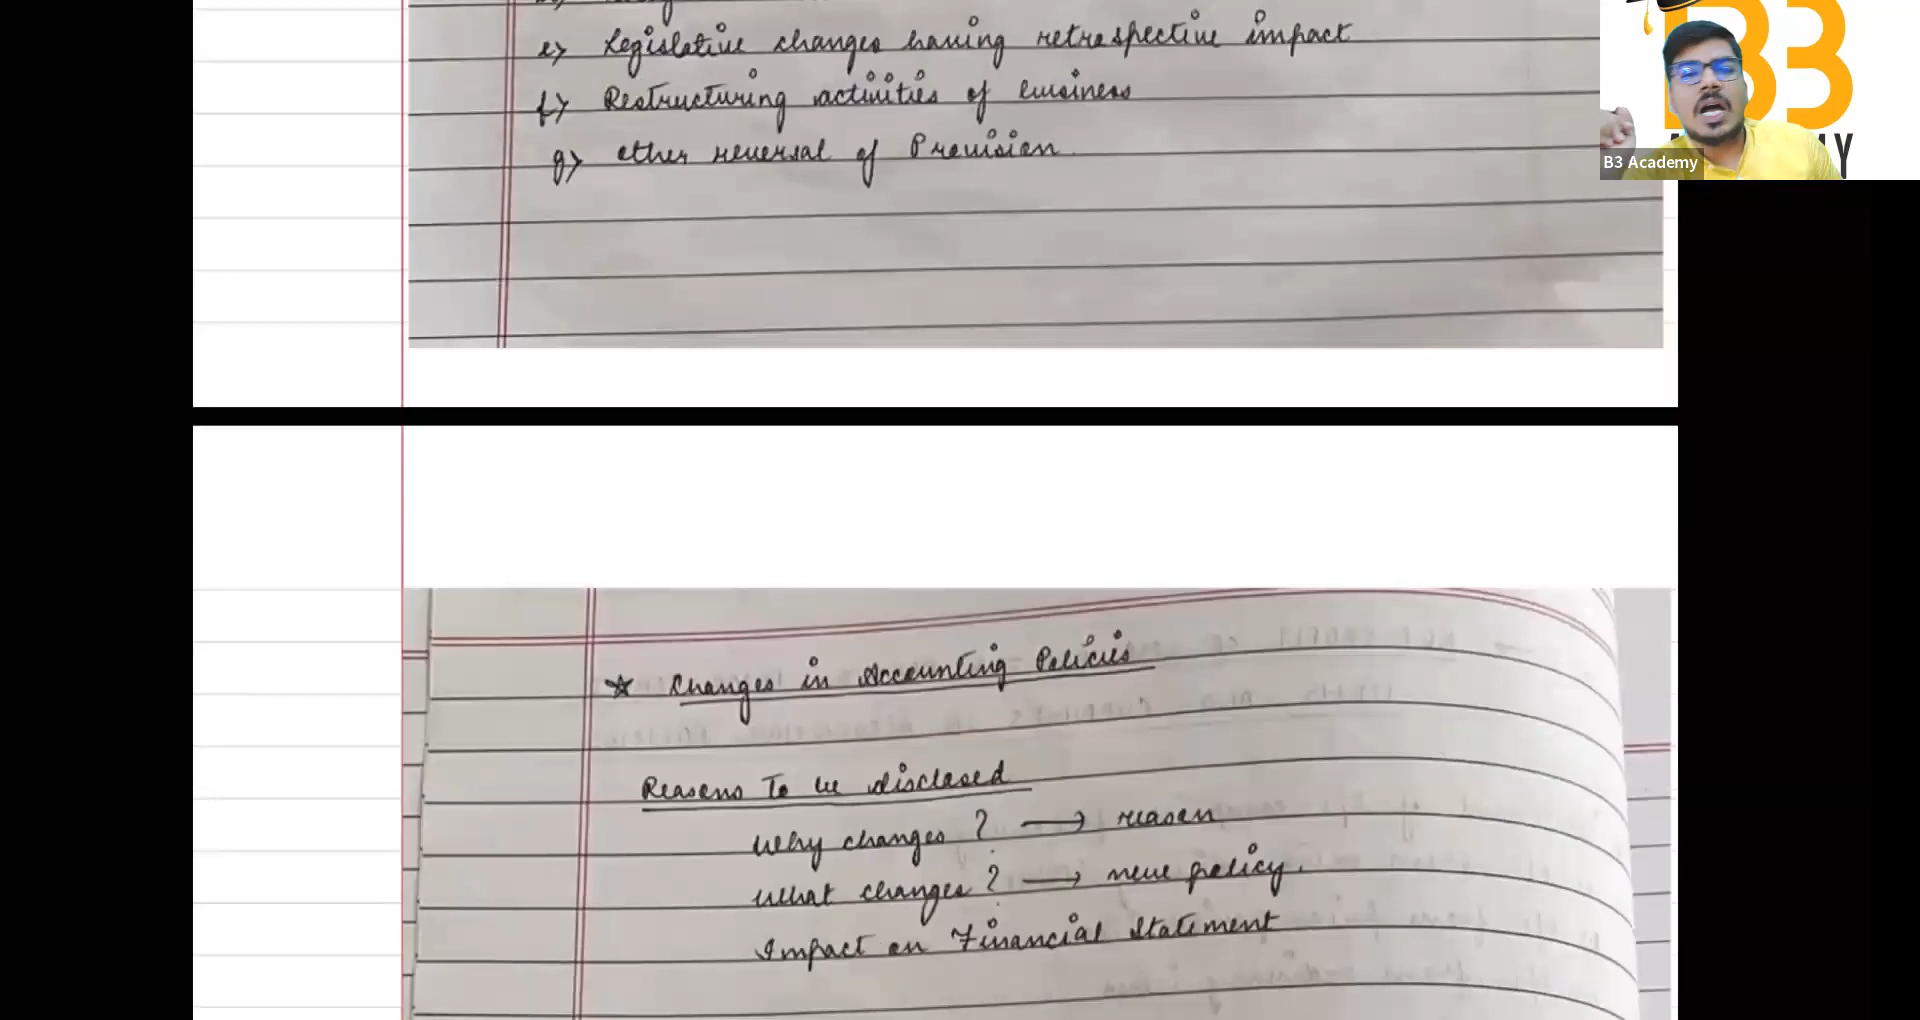 e) Legislative changes having retrospective impact
f) Restructuring activities of business
g) other reversal of Provision
B3
B3 Academy
★ Changes in Accounting Policies
Reasons To be disclosed
Why changes ? → reason
What changes ? → new policy.
Impact on Financial Statement